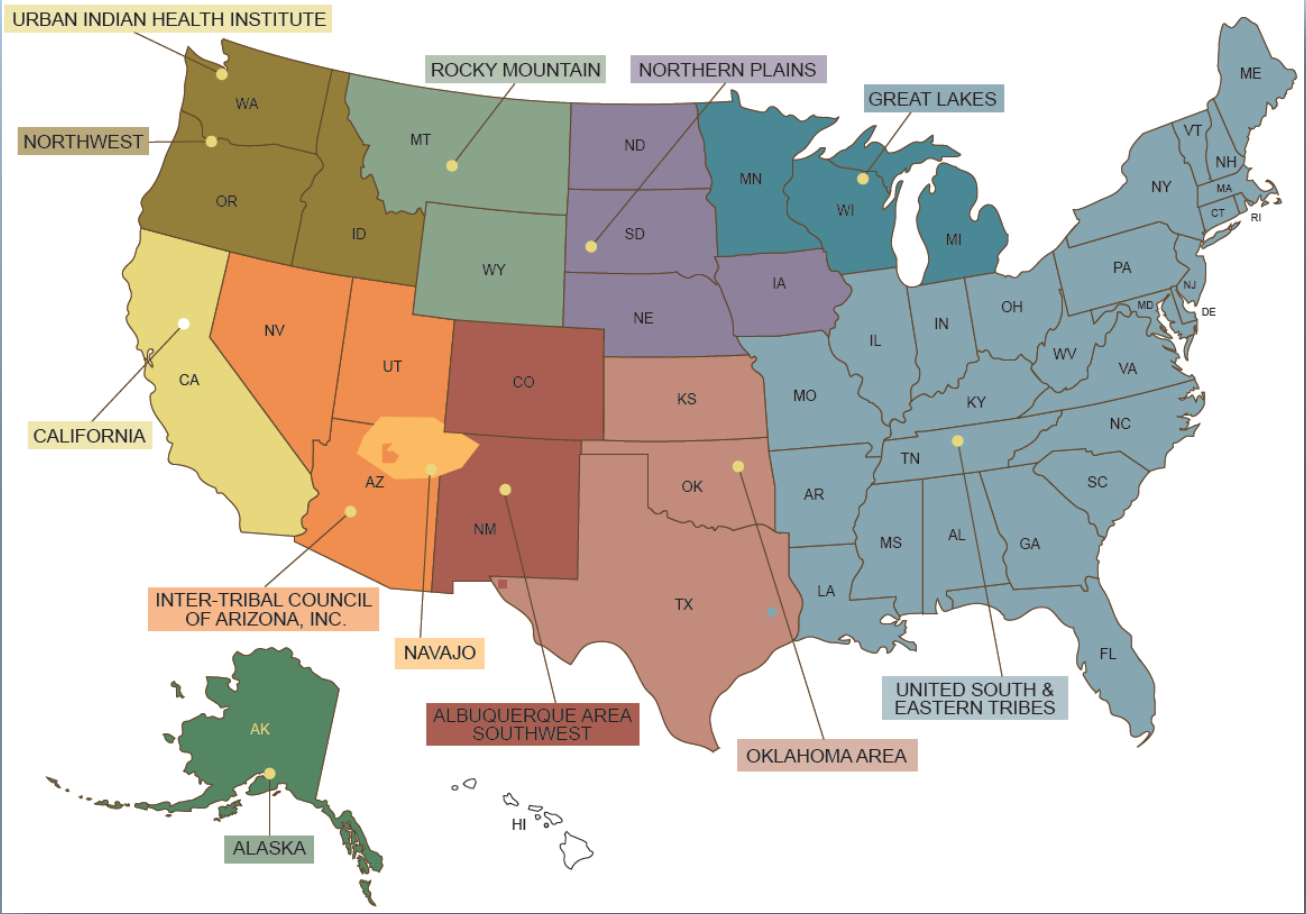 URBAN INDIAN HEALTH INSTITUTE
ROCKY MOUNTAIN
NORTHERN PLAINS
GREAT LAKES
NORTHWEST
WA
OR
ID
MT
WY
ND
SD
NE
IA
MN
WI
MI
ME
VT
NH
NY
MA
CT
RI
PA
NJ
MD
DE
OH
IN
IL
WV
VA
KY
MO
NC
TN
SC
AR
MS
AL
GA
LA
FL
NV
UT
CO
KS
CA
AZ
NM
OK
TX
CALIFORNIA
INTER-TRIBAL COUNCIL
OF ARIZONA, INC.
NAVAJO
ALBUQUERQUE AREA
SOUTHWEST
OKLAHOMA AREA
UNITED SOUTH &
EASTERN TRIBES
AK
ALASKA
HI